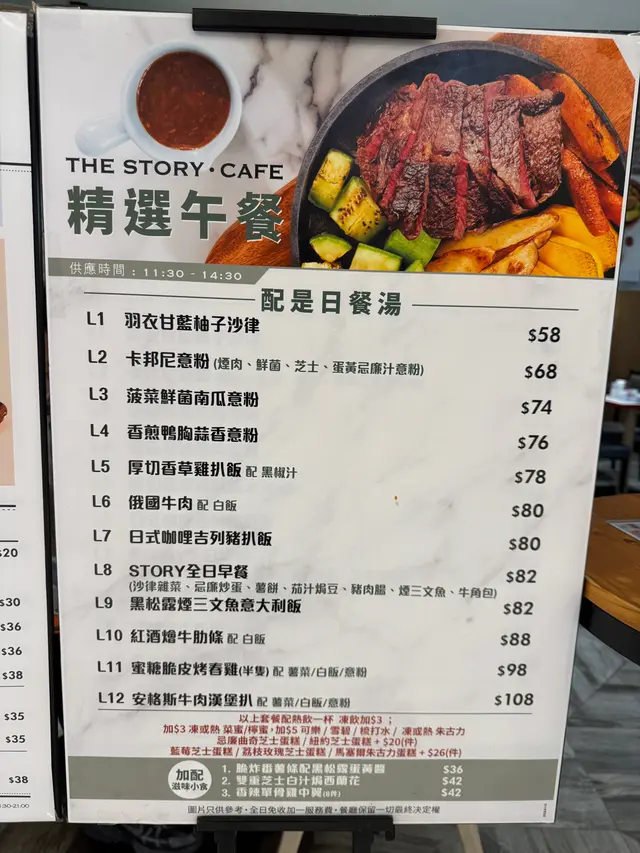 THE STORY・CAFE
精選午餐
供應時間：11:30 - 14:30
配是日餐湯
L1 羽衣甘藍柚子沙律 $58
L2 卡邦尼意粉 (煙肉、鮮菌、芝士、蛋黃忌廉汁意粉) $68
L3 菠菜鮮菌南瓜意粉 $74
L4 香煎鴨胸蒜香意粉 $76
L5 厚切香草雞扒飯 配 黑椒汁 $78
L6 俄國牛肉 配 白飯 $80
L7 日式咖哩吉列豬扒飯 $80
L8 STORY全日早餐 $82
(沙律雜菜、忌廉炒蛋、薯餅、茄汁焗豆、豬肉腸、煙三文魚、牛角包)
L9 黑松露煙三文魚意大利飯 $82
L10 紅酒燴牛肋條 配 白飯 $88
L11 蜜糖脆皮烤春雞(半隻) 配 薯菜/白飯/意粉 $98
L12 安格斯牛肉漢堡扒 配 薯菜/白飯/意粉 $108
以上套餐配熱飲一杯 凍飲加$3；
加$3 凍或熱 菜蜜/檸蜜，加$5 可樂 / 雪碧 / 梳打水 / 凍或熱 朱古力
忌廉曲奇芝士蛋糕 / 紐約芝士蛋糕 + $20(件)
藍莓芝士蛋糕 / 荔枝玫瑰芝士蛋糕 / 馬塞爾朱古力蛋糕 + $26(件)
加配
滋味小食
1. 脆炸番薯條配黑松露蛋黃醬 $36
2. 雙重芝士白汁焗西蘭花 $42
3. 香辣單骨雞中翼(8件) $42
圖片只供參考，全日免收加一服務費，餐廳保留一切最終決定權
$20
$30
$36
$36
$38
$35
$35
$38